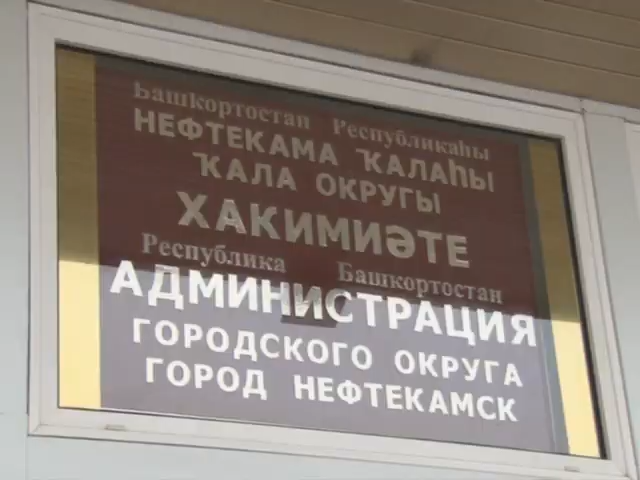 Башҡортостан Республикаһы
НЕФТЕКАМА ҠАЛАҺЫ
ҠАЛА ОКРУГЫ
ХАКИМИӘТЕ
Республика Башкортостан
АДМИНИСТРАЦИЯ
ГОРОДСКОГО ОКРУГА
ГОРОД НЕФТЕКАМСК